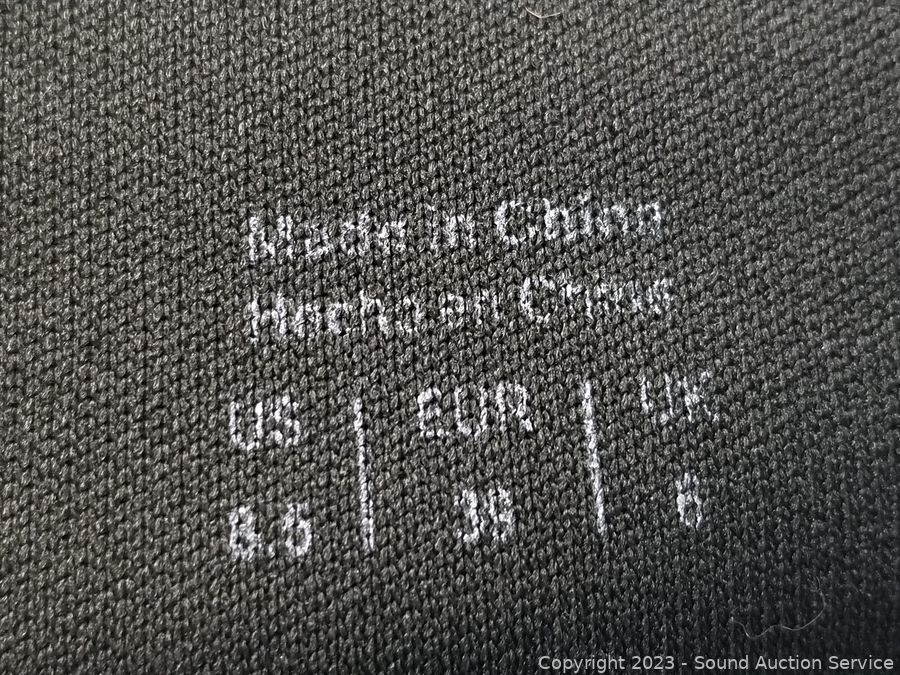 Made in China
Hecho en China
US | EUR | UK
8.5 | 39 | 6
Copyright 2023 - Sound Auction Service